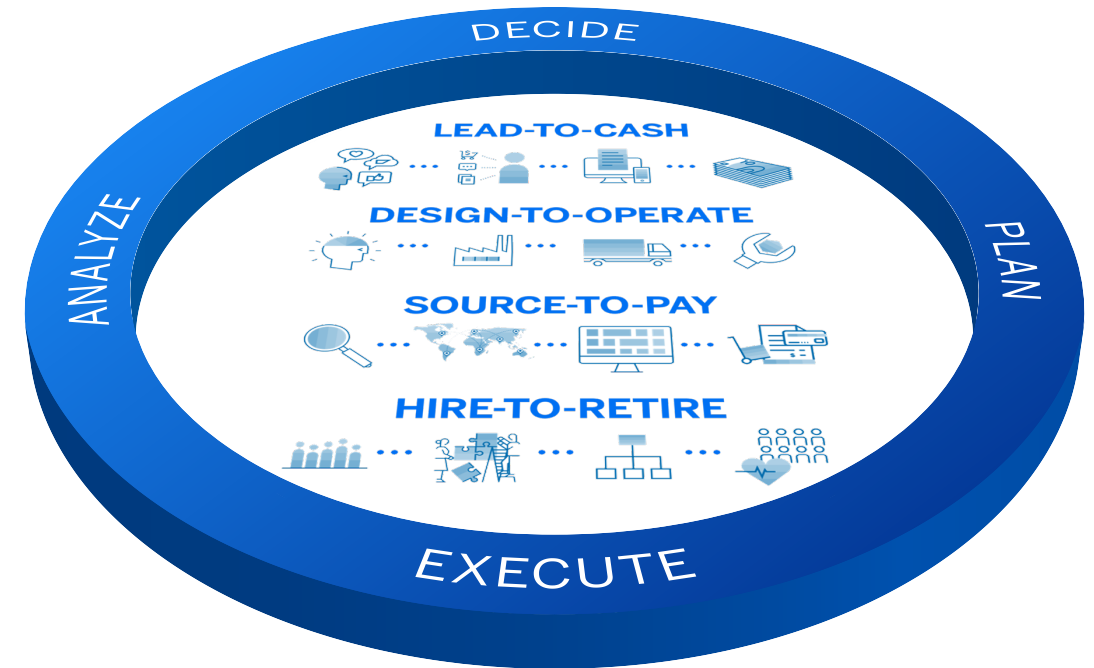 DECIDE
LEAD-TO-CASH
DESIGN-TO-OPERATE
ANALYZE
PLAN
SOURCE-TO-PAY
HIRE-TO-RETIRE
EXECUTE